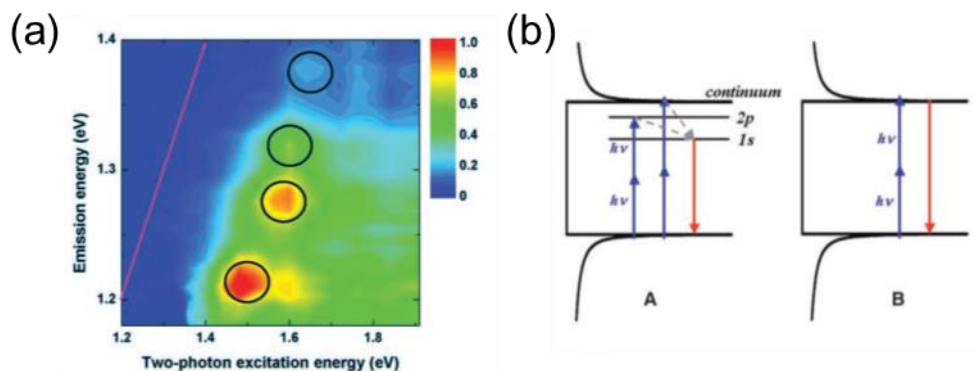 (a)
1.4
1.3
1.2
Emission energy (eV)
1.2 1.4 1.6 1.8
Two-photon excitation energy (eV)
1.0
0.8
0.6
0.4
0.2
0
(b)
continuum
2p
1s
hν
hν
A
hν
hν
B